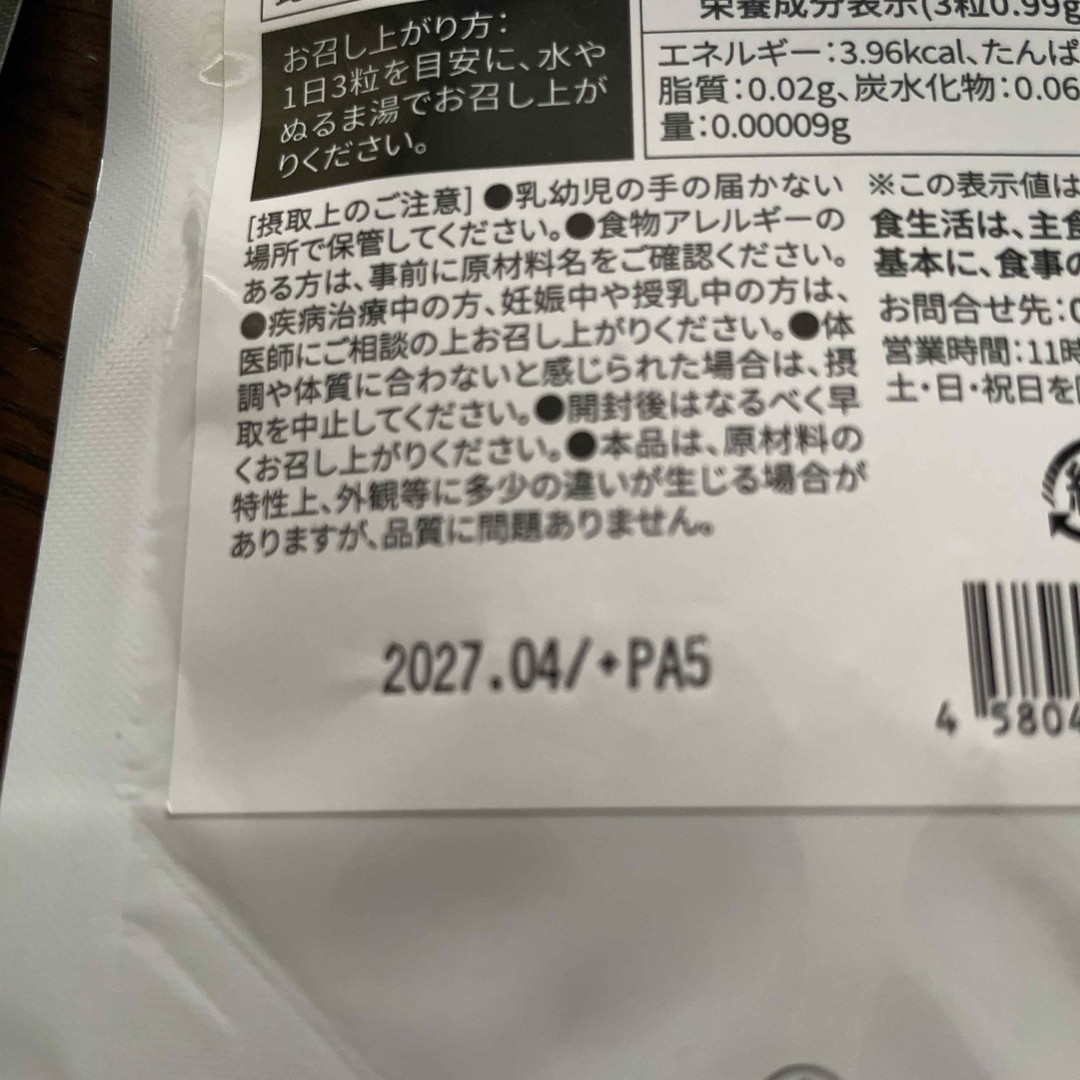 お召し上がり方：
1日3粒を目安に、水や
ぬるま湯でお召し上が
りください。
栄養成分表示(3粒0.99g
エネルギー：3.96kcal、たんぱ
脂質：0.02g、炭水化物：0.06
量：0.00009g
[摂取上のご注意] ●乳幼児の手の届かない
場所で保管してください。●食物アレルギーの
ある方は、事前に原材料名をご確認ください。
●疾病治療中の方、妊娠中や授乳中の方は、
医師にご相談の上お召し上がりください。●体
調や体質に合わないと感じられた場合は、摂
取を中止してください。●開封後はなるべく早
くお召し上がりください。●本品は、原材料の
特性上、外観等に多少の違いが生じる場合が
ありますが、品質に問題ありません。
※この表示値は
食生活は、主食
基本に、食事の
お問合せ先：0
営業時間：11時
土・日・祝日を
2027.04/+PA5
4 5804